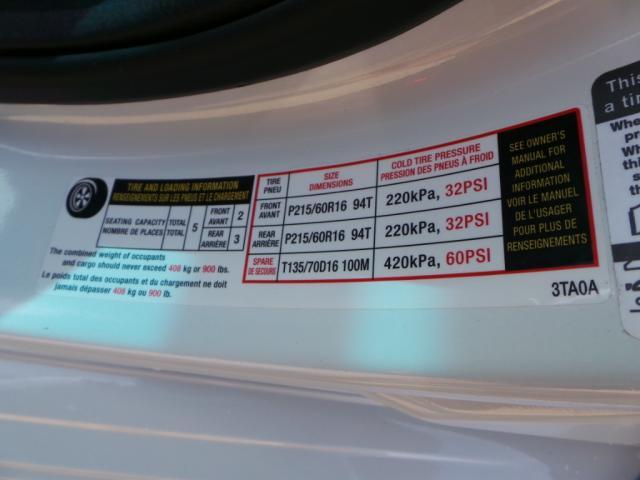 TIRE AND LOADING INFORMATION
RENSEIGNEMENTS SUR LES PNEUS ET LE CHARGEMENT
SEATING CAPACITY
NOMBRE DE PLACES
TOTAL
TOTAL
5
FRONT
AVANT
2
REAR
ARRIÈRE
3
The combined weight of occupants
and cargo should never exceed 408 kg or 900 lbs.
Le poids total des occupants et du chargement ne doit
jamais dépasser 408 kg ou 900 lb.
TIRE
PNEU
SIZE
DIMENSIONS
COLD TIRE PRESSURE
PRESSION DES PNEUS À FROID
FRONT
AVANT
P215/60R16 94T
220kPa, 32PSI
REAR
ARRIÈRE
P215/60R16 94T
220kPa, 32PSI
SPARE
DE SECOURS
T135/70D16 100M
420kPa, 60PSI
SEE OWNER'S
MANUAL FOR
ADDITIONAL
INFORMATION
VOIR LE MANUEL
DE L'USAGER
POUR PLUS DE
RENSEIGNEMENTS
3TA0A
This
a tir
Whe